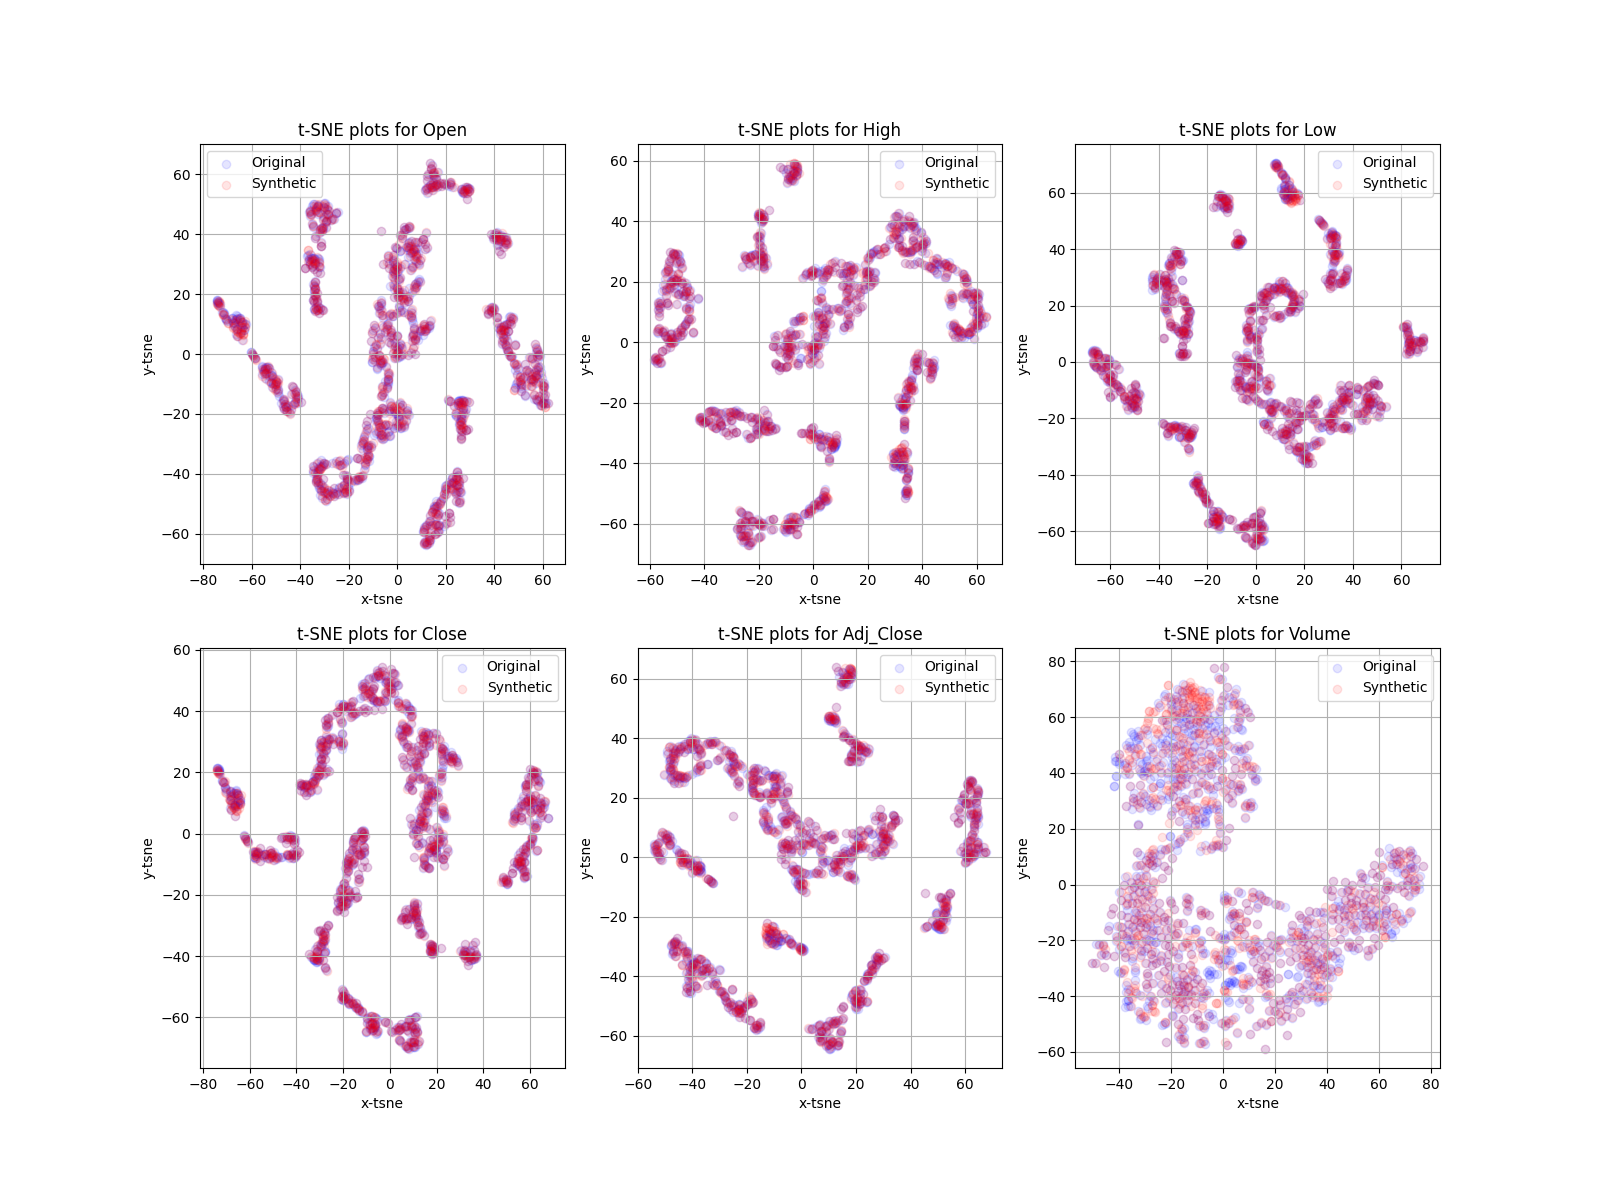 t-SNE plots for Open
Original
Synthetic
60
40
20
0
−20
−40
−60
y-tsne
−80 −60 −40 −20 0 20 40 60
x-tsne
t-SNE plots for High
Original
Synthetic
60
40
20
0
−20
−40
−60
y-tsne
−60 −40 −20 0 20 40 60
x-tsne
t-SNE plots for Low
Original
Synthetic
60
40
20
0
−20
−40
−60
y-tsne
−60 −40 −20 0 20 40 60
x-tsne
t-SNE plots for Close
Original
Synthetic
60
40
20
0
−20
−40
−60
y-tsne
−80 −60 −40 −20 0 20 40 60
x-tsne
t-SNE plots for Adj_Close
Original
Synthetic
60
40
20
0
−20
−40
−60
y-tsne
−60 −40 −20 0 20 40 60
x-tsne
t-SNE plots for Volume
Original
Synthetic
80
60
40
20
0
−20
−40
−60
y-tsne
−40 −20 0 20 40 60 80
x-tsne